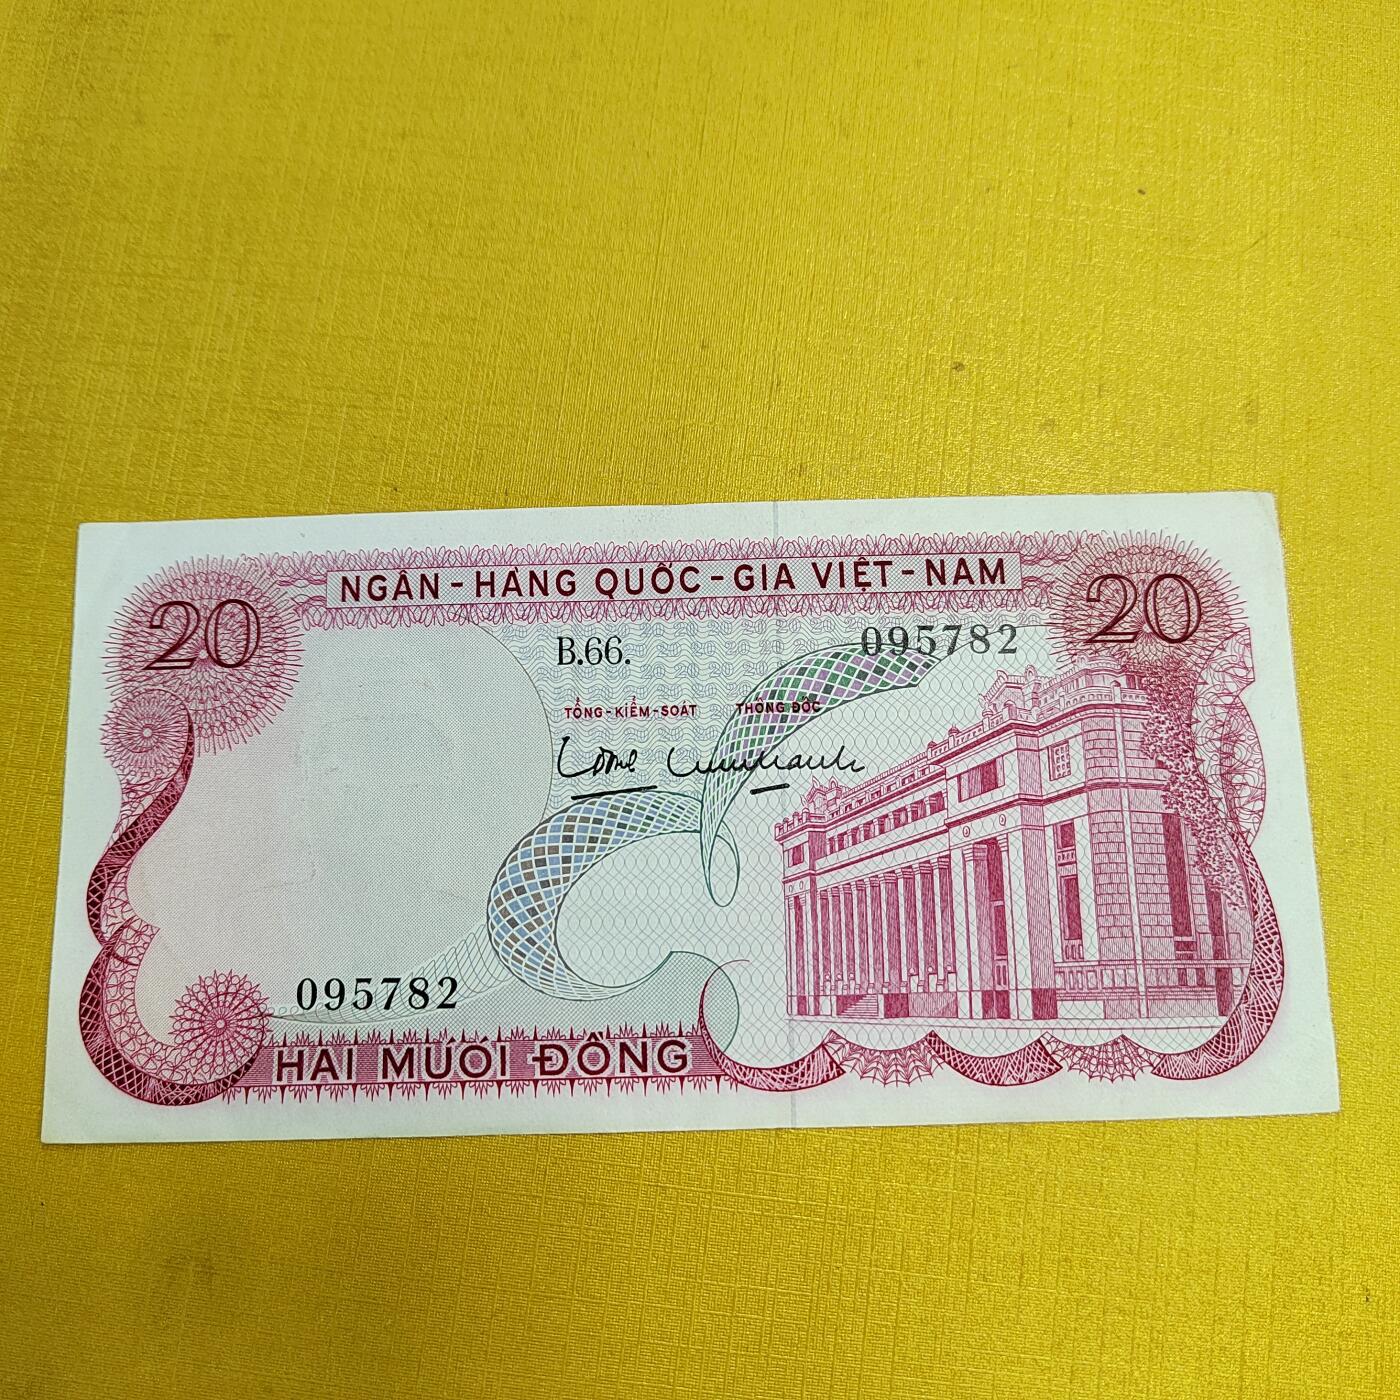 20 NGÂN-HÀNG QUỐC-GIA VIỆT-NAM 20
B.66. 095782
TỔNG-KIỂM-SOÁT THỐNG ĐỐC
095782
HAI MƯƠI ĐỒNG